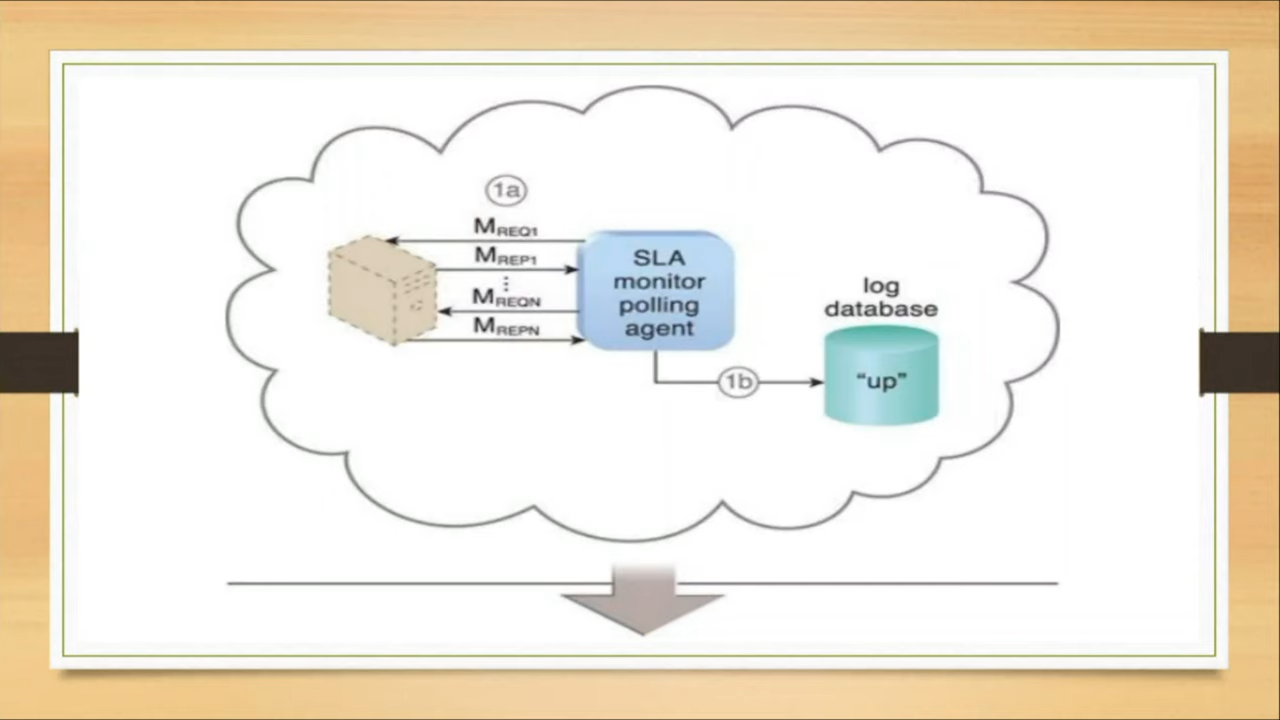 1a
MREQ1
MREP1
⋮
MREQN
MREPN
SLA
monitor
polling
agent
log
database
1b
“up”